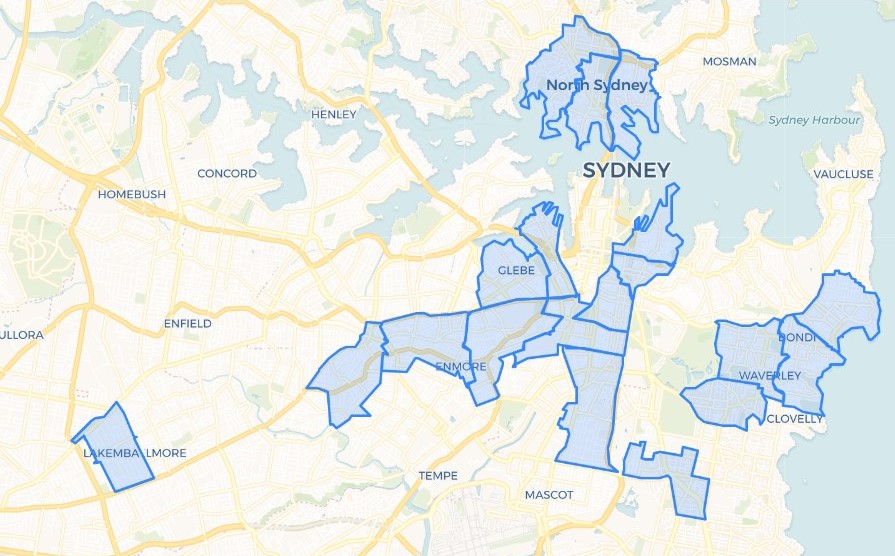 MOSMAN
North Sydney
HENLEY
Sydney Harbour
SYDNEY
CONCORD
VAUCLUSE
HOMEBUSH
GLEBE
ENFIELD
ULLORA
BONDI
ENMORE
WAVERLEY
CLOVELLY
LAKEMBA LMORE
TEMPE
MASCOT